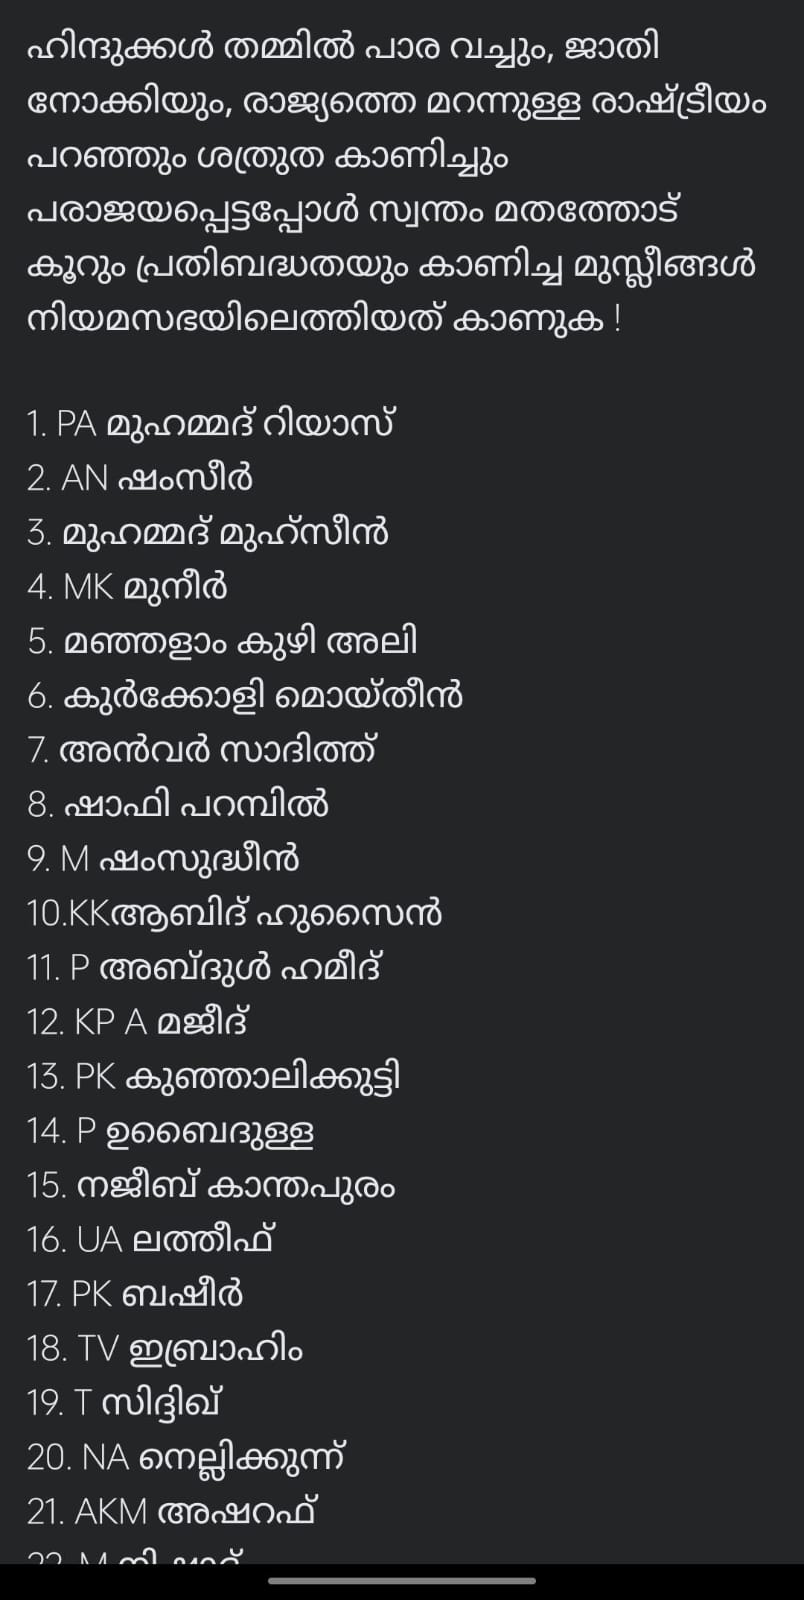 ഹിന്ദുക്കൾ തമ്മിൽ പാര വച്ചും, ജാതി
നോക്കിയും, രാജ്യത്തെ മറന്നുള്ള രാഷ്ട്രീയം
പറഞ്ഞും ശത്രുത കാണിച്ചും
പരാജയപ്പെട്ടപ്പോൾ സ്വന്തം മതത്തോട്
കൂറും പ്രതിബദ്ധതയും കാണിച്ച മുസ്ലീങ്ങൾ
നിയമസഭയിലെത്തിയത് കാണുക !
1. PA മുഹമ്മദ് റിയാസ്
2. AN ഷംസീർ
3. മുഹമ്മദ് മുഹ്സീൻ
4. MK മുനീർ
5. മഞ്ഞളാം കുഴി അലി
6. കുർക്കോളി മൊയ്തീൻ
7. അൻവർ സാദിത്ത്
8. ഷാഫി പറമ്പിൽ
9. M ഷംസുദ്ധീൻ
10.KKആബിദ് ഹുസൈൻ
11. P അബ്ദുൾ ഹമീദ്
12. KP A മജീദ്
13. PK കുഞ്ഞാലിക്കുട്ടി
14. P ഉബൈദുള്ള
15. നജീബ് കാന്തപുരം
16. UA ലത്തീഫ്
17. PK ബഷീർ
18. TV ഇബ്രാഹിം
19. T സിദ്ദിഖ്
20. NA നെല്ലിക്കുന്ന്
21. AKM അഷറഫ്
22. M